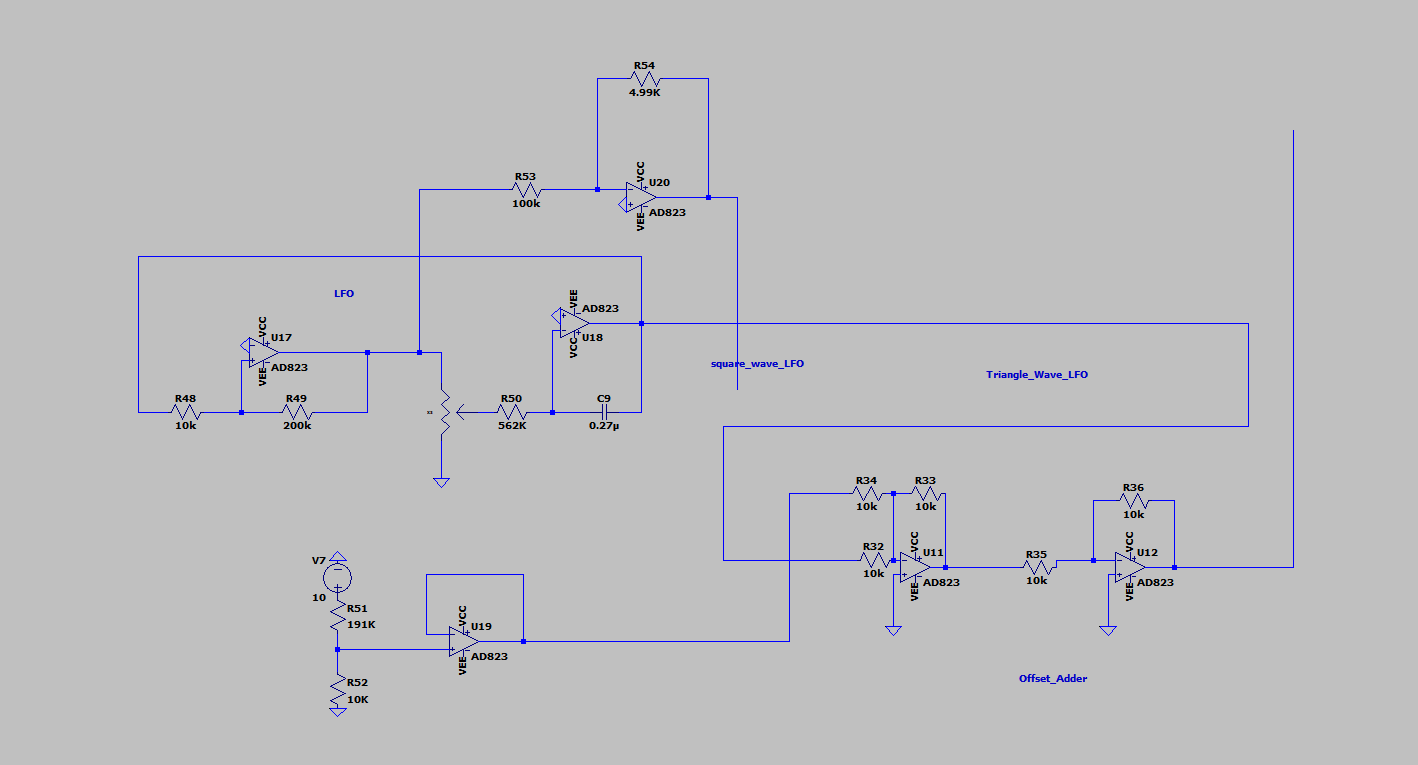 R54
4.99K
VCC
R53
U20
100k
AD823
VEE
LFO
VEE
AD823
VCC
U17
U18
VCC
AD823
VEE
square_wave_LFO
Triangle_Wave_LFO
R48
R49
R50
C9
10k
200k
562K
0.27µ
R34
R33
R36
10k
10k
10k
VCC
VCC
R32
U11
R35
U12
10k
AD823
10k
AD823
VEE
VEE
V7
10
R51
191K
VCC
U19
AD823
VEE
R52
10K
Offset_Adder